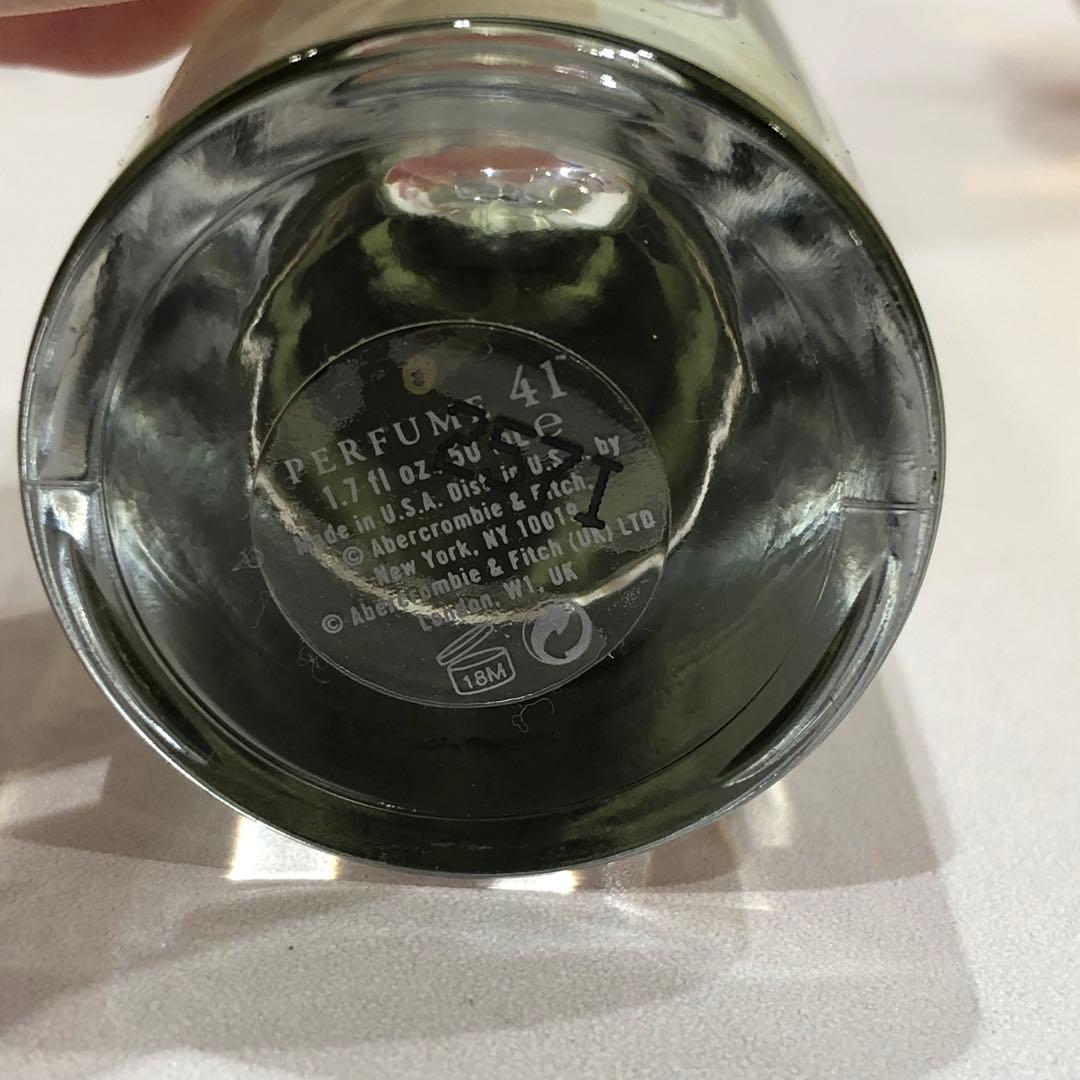 PERFUME 41
1.7 fl oz 50 mL e
Made in U.S.A. Dist in U.S. by
© Abercrombie & Fitch.
New York, NY 10018
© Abercrombie & Fitch (UK) LTD
London, W1, UK
18M